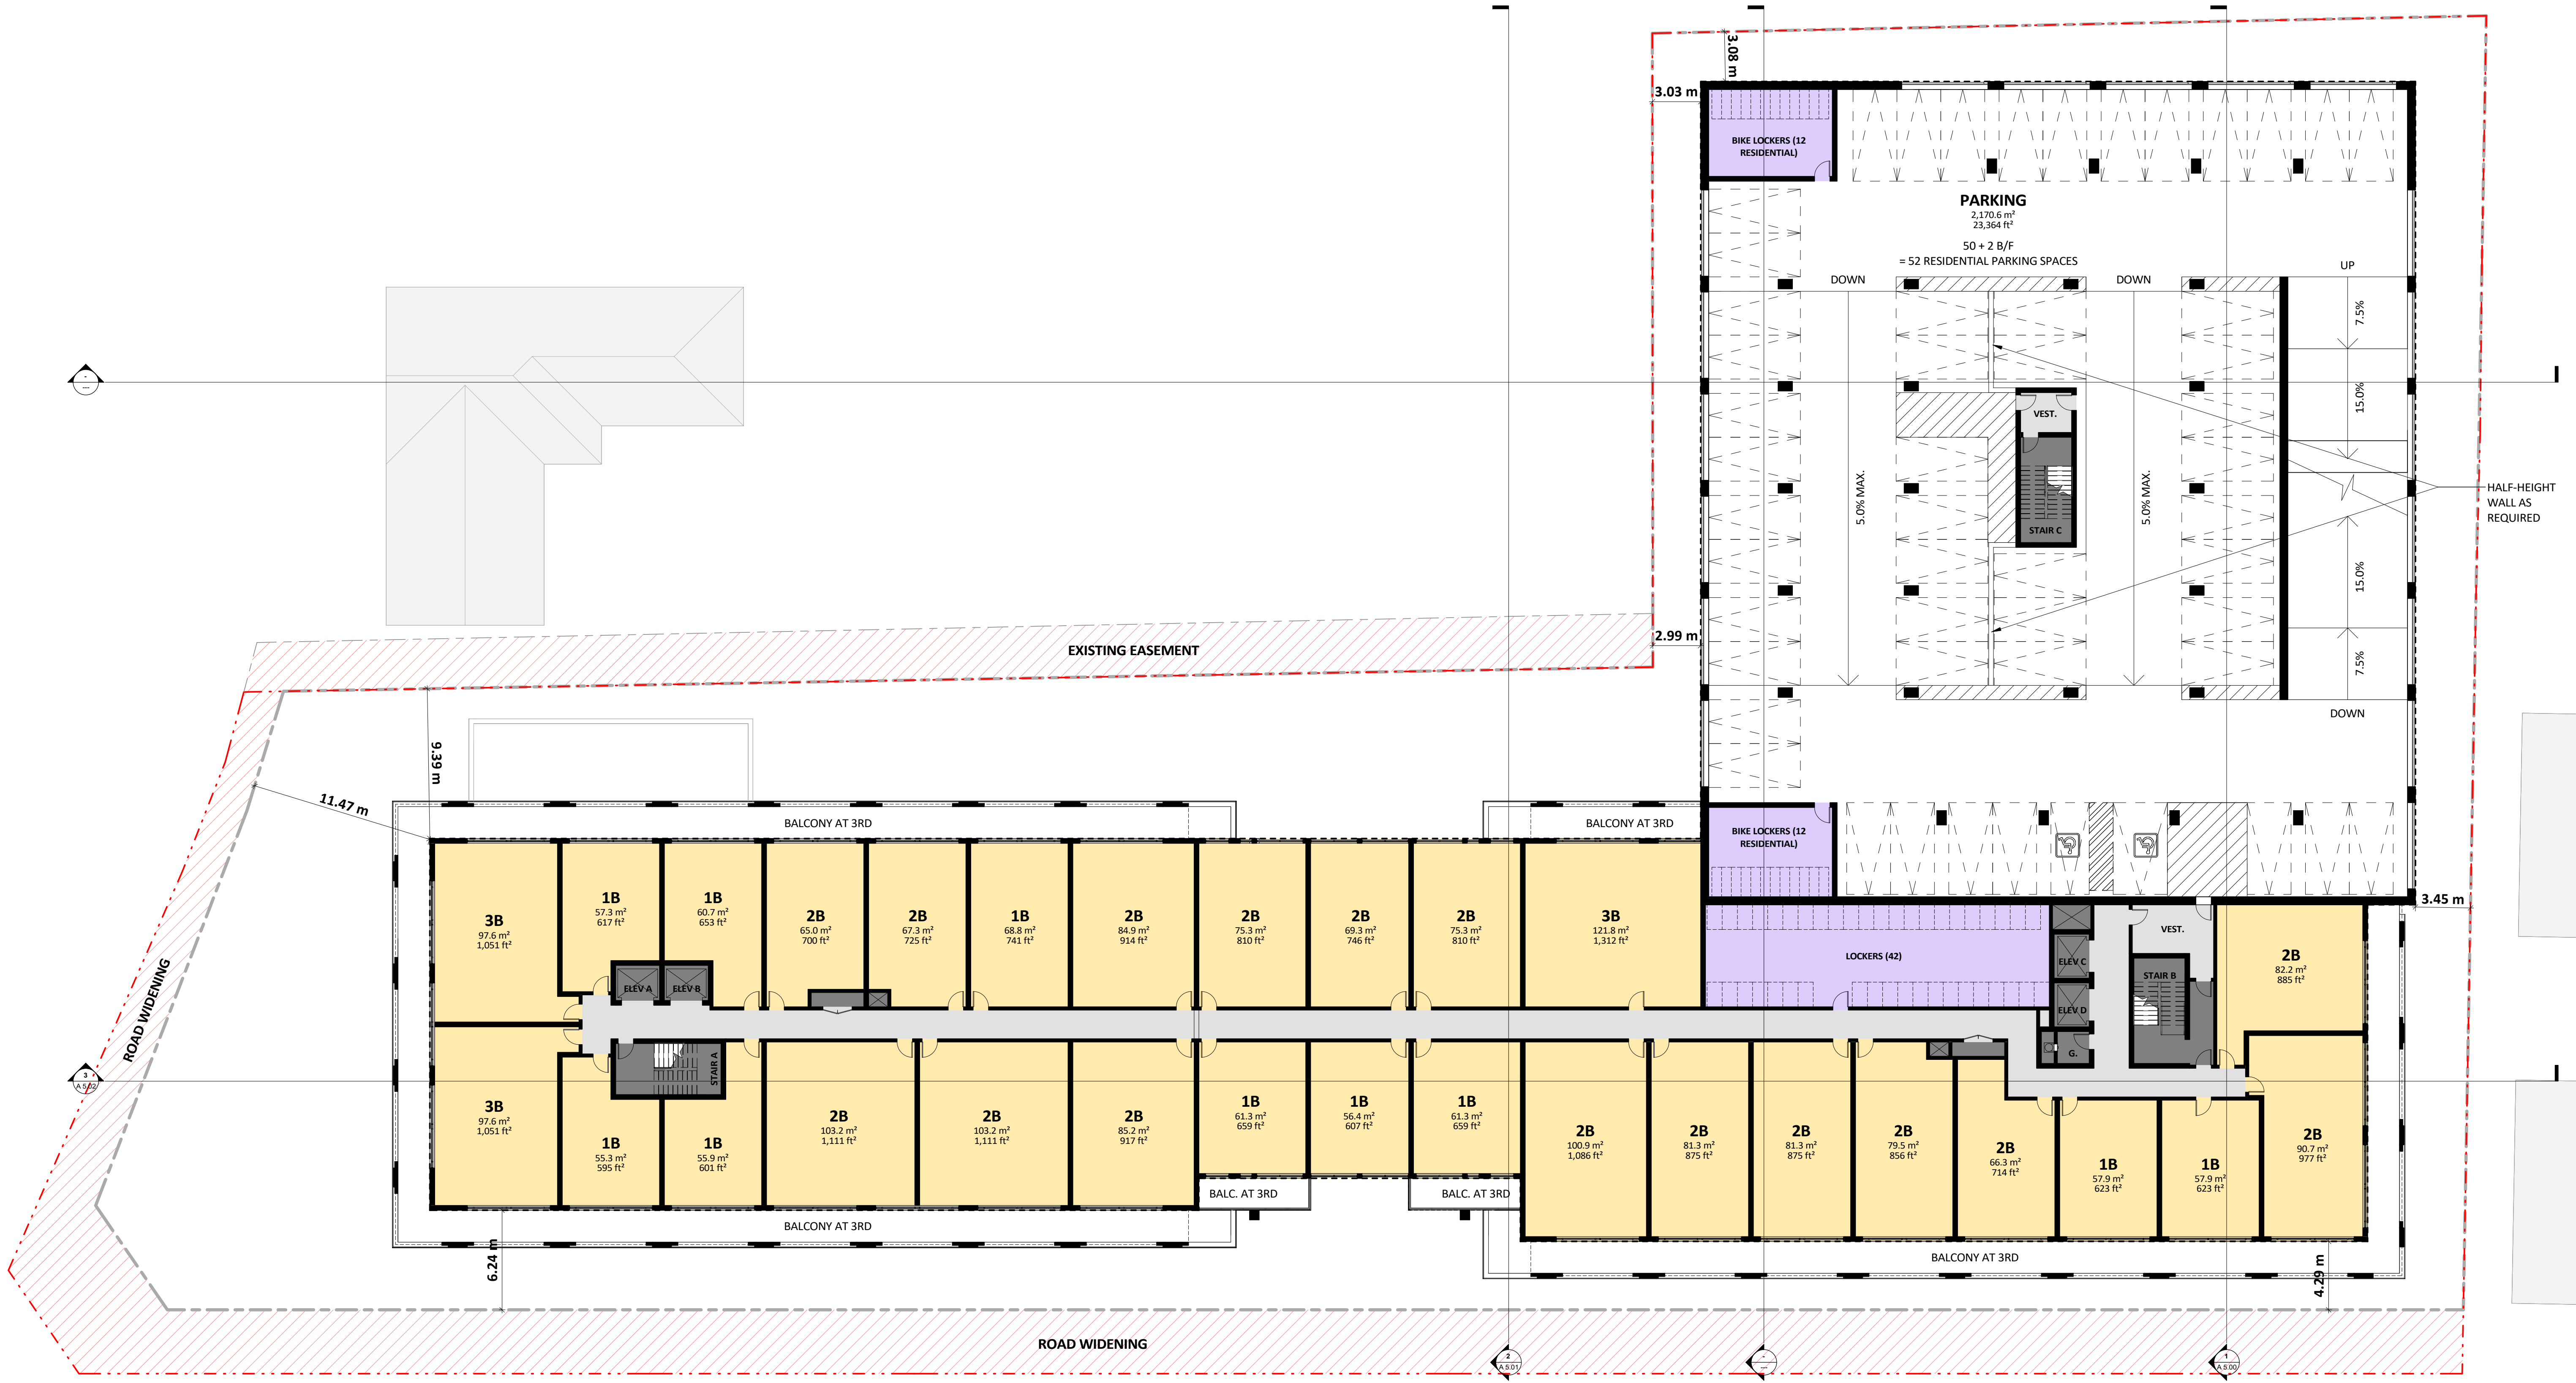 3.08 m
3.03 m
BIKE LOCKERS (12
RESIDENTIAL)
PARKING
2,170.6 m²
23,364 ft²
50 + 2 B/F
= 52 RESIDENTIAL PARKING SPACES
DOWN
DOWN
UP
7.5%
15.0%
-
---
VEST.
5.0% MAX.
5.0% MAX.
STAIR C
HALF-HEIGHT
WALL AS
REQUIRED
15.0%
7.5%
DOWN
EXISTING EASEMENT
2.99 m
9.39 m
11.47 m
BALCONY AT 3RD
BALCONY AT 3RD
BIKE LOCKERS (12
RESIDENTIAL)
3.45 m
3B
97.6 m²
1,051 ft²
1B
57.3 m²
617 ft²
1B
60.7 m²
653 ft²
2B
65.0 m²
700 ft²
2B
67.3 m²
725 ft²
1B
68.8 m²
741 ft²
2B
84.9 m²
914 ft²
2B
75.3 m²
810 ft²
2B
69.3 m²
746 ft²
2B
75.3 m²
810 ft²
3B
121.8 m²
1,312 ft²
LOCKERS (42)
ELEV C
VEST.
STAIR B
ELEV D
G.
2B
82.2 m²
885 ft²
ELEV A
ELEV B
ROAD WIDENING
3
A 5.02
STAIR A
3B
97.6 m²
1,051 ft²
1B
55.3 m²
595 ft²
1B
55.9 m²
601 ft²
2B
103.2 m²
1,111 ft²
2B
103.2 m²
1,111 ft²
2B
85.2 m²
917 ft²
1B
61.3 m²
659 ft²
1B
56.4 m²
607 ft²
1B
61.3 m²
659 ft²
2B
100.9 m²
1,086 ft²
2B
81.3 m²
875 ft²
2B
81.3 m²
875 ft²
2B
79.5 m²
856 ft²
2B
66.3 m²
714 ft²
1B
57.9 m²
623 ft²
1B
57.9 m²
623 ft²
2B
90.7 m²
977 ft²
BALC. AT 3RD
BALC. AT 3RD
BALCONY AT 3RD
BALCONY AT 3RD
6.24 m
4.29 m
ROAD WIDENING
2
A 5.01
-
---
1
A 5.00